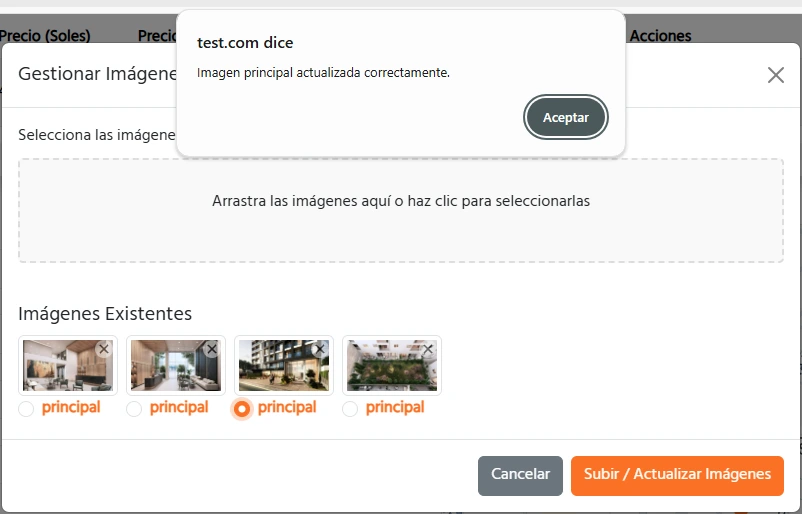 Precio (Soles)
Precio
Acciones
test.com dice
Imagen principal actualizada correctamente.
Aceptar
Gestionar Imágene
Selecciona las imágene
Arrastra las imágenes aquí o haz clic para seleccionarlas
Imágenes Existentes
principal
principal
principal
principal
Cancelar
Subir / Actualizar Imágenes